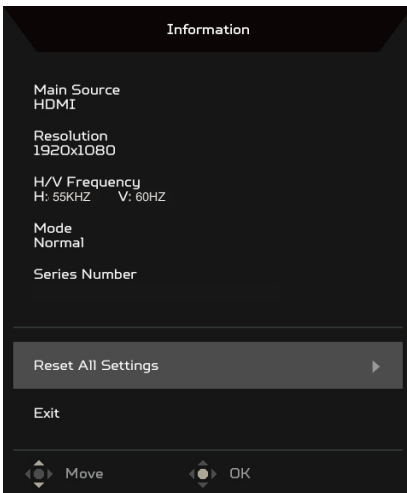 Information
Main Source
HDMI
Resolution
1920x1080
H/V Frequency
H: 55KHZ V: 60HZ
Mode
Normal
Series Number
Reset All Settings
Exit
Move OK